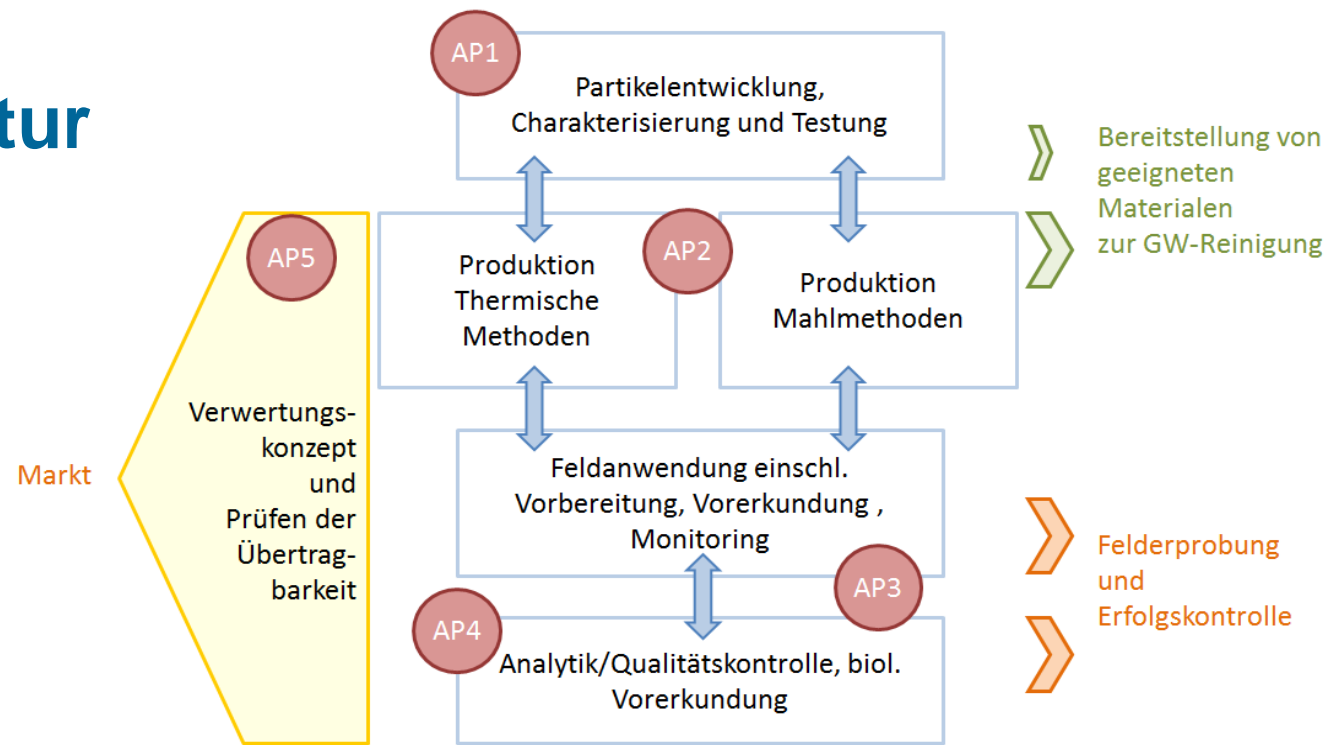 tur
AP1
Partikelentwicklung,
Charakterisierung und Testung
Bereitstellung von
geeigneten
Materialen
zur GW-Reinigung
AP5
AP2
Produktion
Thermische
Methoden
Produktion
Mahlmethoden
Markt
Verwertungs-
konzept
und
Prüfen der
Übertrag-
barkeit
Feldanwendung einschl.
Vorbereitung, Vorerkundung ,
Monitoring
AP3
Felderprobung
und
Erfolgskontrolle
AP4
Analytik/Qualitätskontrolle, biol.
Vorerkundung